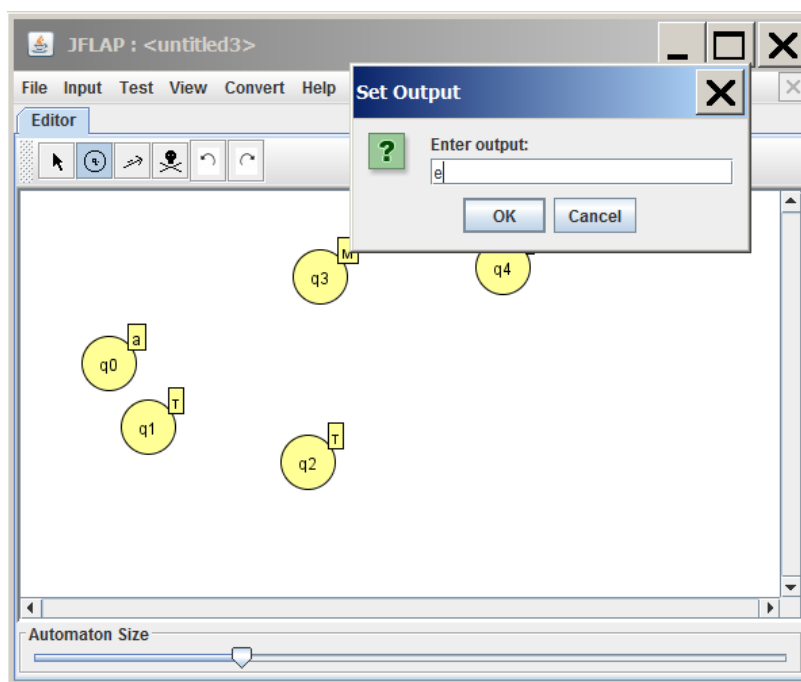 JFLAP : <untitled3>
File Input Test View Convert Help
Set Output
Editor
Enter output:
e
OK Cancel
M
q3
q4
a
q0
T
q1
T
q2
Automaton Size